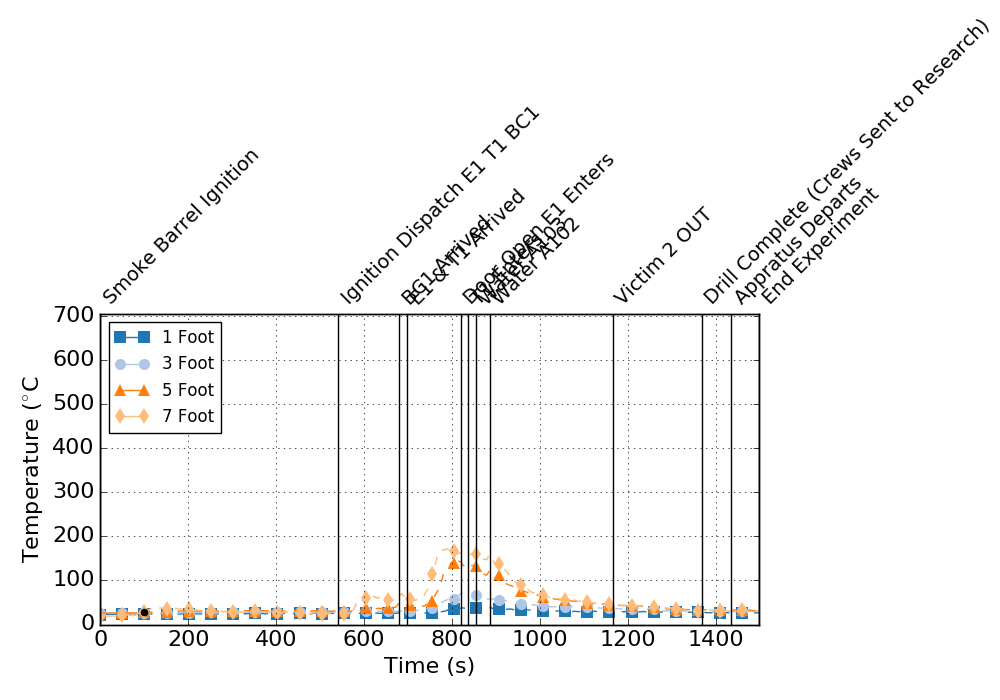 Smoke Barrel Ignition
Ignition Dispatch E1 T1 BC1
BC1 Arrived
E1 & T1 Arrived
Door Open E1 Enters
Water A102
Victim 2 OUT
Drill Complete (Crews Sent to Research)
Appratus Departs
End Experiment
700
600
500
400
300
200
100
0
Temperature (°C
1 Foot
3 Foot
5 Foot
7 Foot
0
200
400
600
800
1000
1200
1400
Time (s)